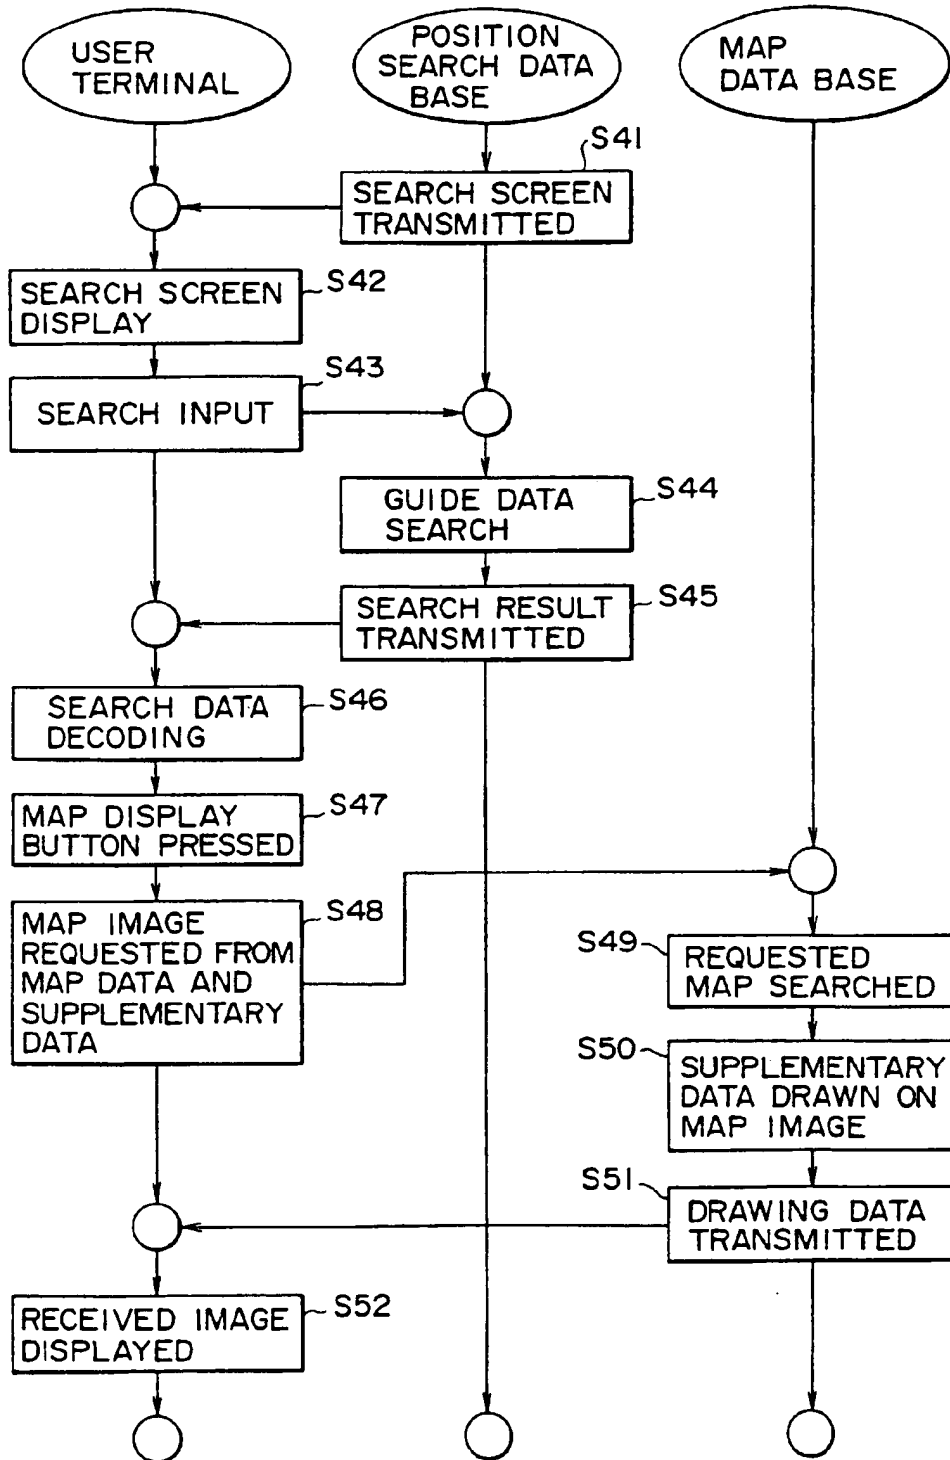 USER
TERMINAL
POSITION
SEARCH DATA
BASE
MAP
DATA BASE
S41
SEARCH SCREEN
TRANSMITTED
S42
SEARCH SCREEN
DISPLAY
S43
SEARCH INPUT
S44
GUIDE DATA
SEARCH
S45
SEARCH RESULT
TRANSMITTED
S46
SEARCH DATA
DECODING
S47
MAP DISPLAY
BUTTON PRESSED
S48
MAP IMAGE
REQUESTED FROM
MAP DATA AND
SUPPLEMENTARY
DATA
S49
REQUESTED
MAP SEARCHED
S50
SUPPLEMENTARY
DATA DRAWN ON
MAP IMAGE
S51
DRAWING DATA
TRANSMITTED
S52
RECEIVED IMAGE
DISPLAYED